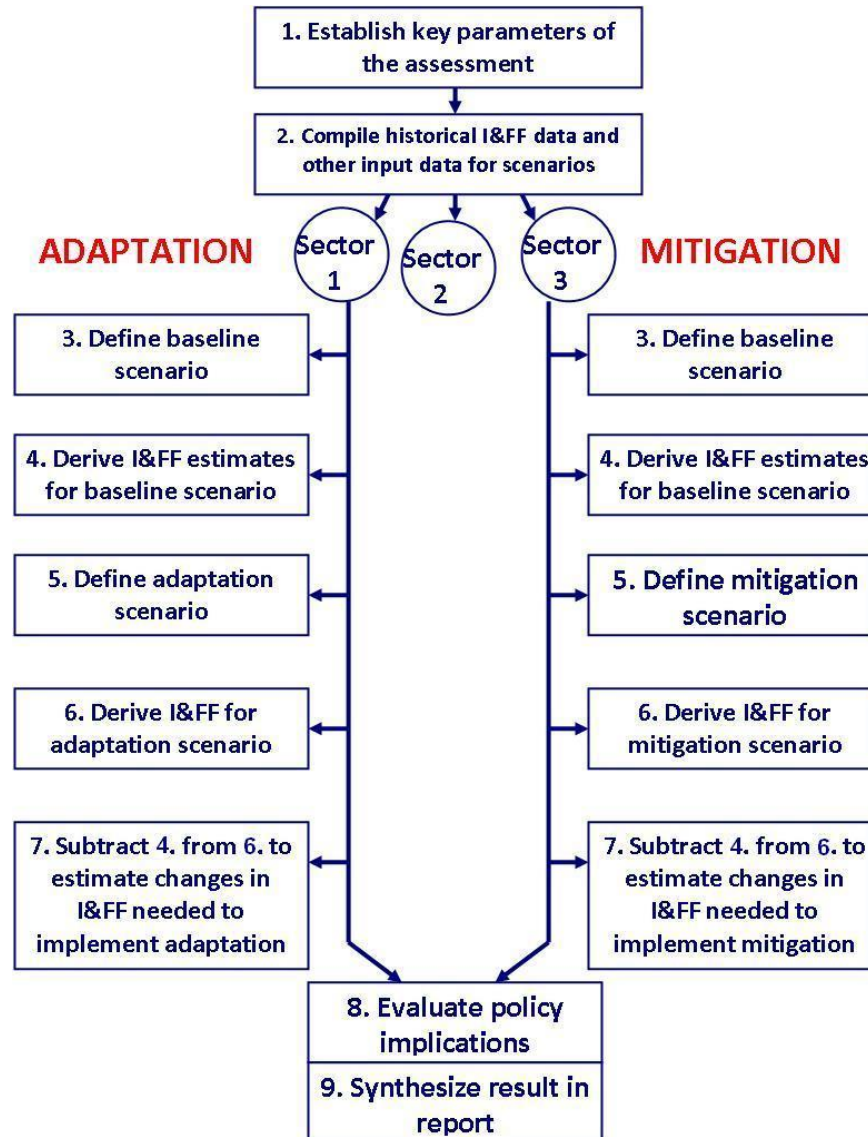 1. Establish key parameters of
the assessment
2. Compile historical I&FF data and
other input data for scenarios
ADAPTATION
Sector
1
Sector
2
Sector
3
MITIGATION
3. Define baseline
scenario
4. Derive I&FF estimates
for baseline scenario
5. Define adaptation
scenario
6. Derive I&FF for
adaptation scenario
7. Subtract 4. from 6. to
estimate changes in
I&FF needed to
implement adaptation
3. Define baseline
scenario
4. Derive I&FF estimates
for baseline scenario
5. Define mitigation
scenario
6. Derive I&FF for
mitigation scenario
7. Subtract 4. from 6. to
estimate changes in
I&FF needed to
implement mitigation
8. Evaluate policy
implications
9. Synthesize result in
report